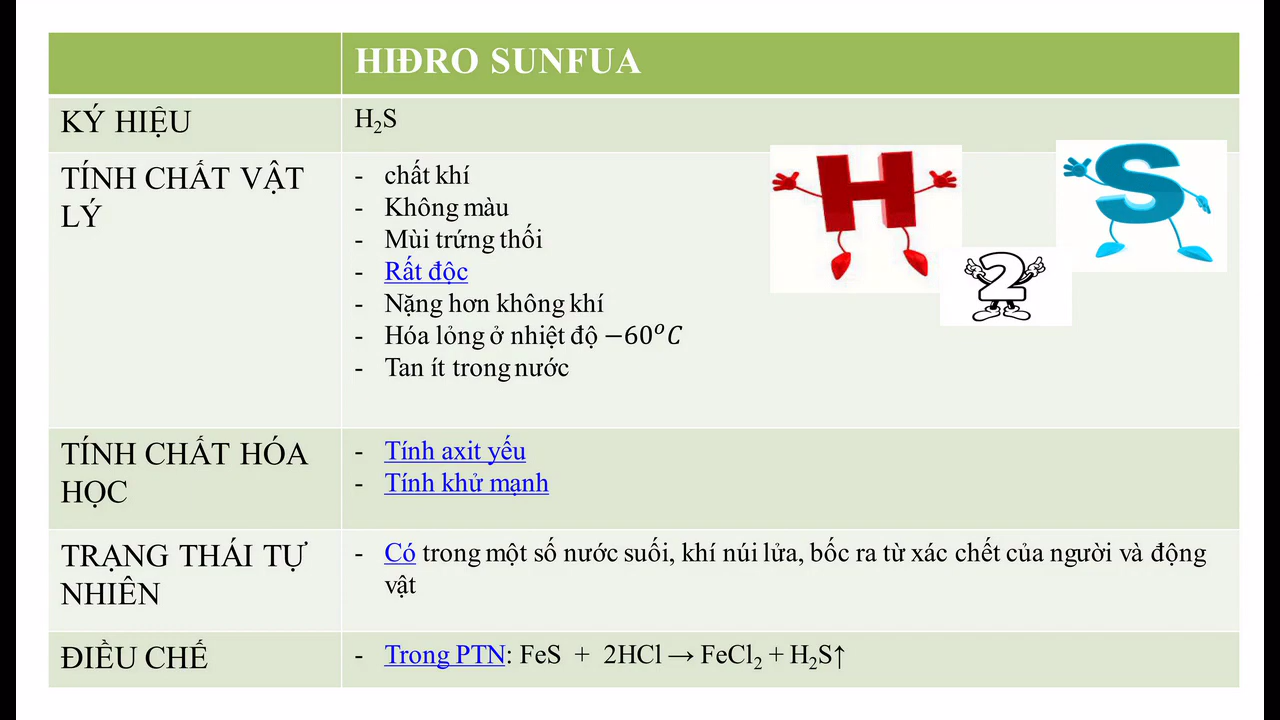 HIĐRO SUNFUA
KÝ HIỆU
H₂S
TÍNH CHẤT VẬT
LÝ
- chất khí
- Không màu
- Mùi trứng thối
- Rất độc
- Nặng hơn không khí
- Hóa lỏng ở nhiệt độ −60ᵒC
- Tan ít trong nước
H
2
S
TÍNH CHẤT HÓA
HỌC
- Tính axit yếu
- Tính khử mạnh
TRẠNG THÁI TỰ
NHIÊN
- Có trong một số nước suối, khí núi lửa, bốc ra từ xác chết của người và động
vật
ĐIỀU CHẾ
- Trong PTN: FeS + 2HCl → FeCl₂ + H₂S↑